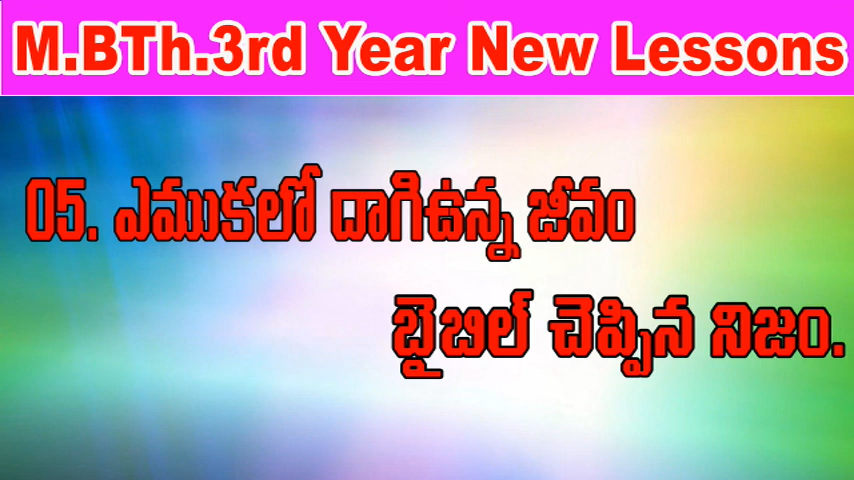 M.BTh.3rd Year New Lessons
05. ఎముకలో దాగిఉన్న జీవం
బైబిల్ చెప్పిన నిజం.